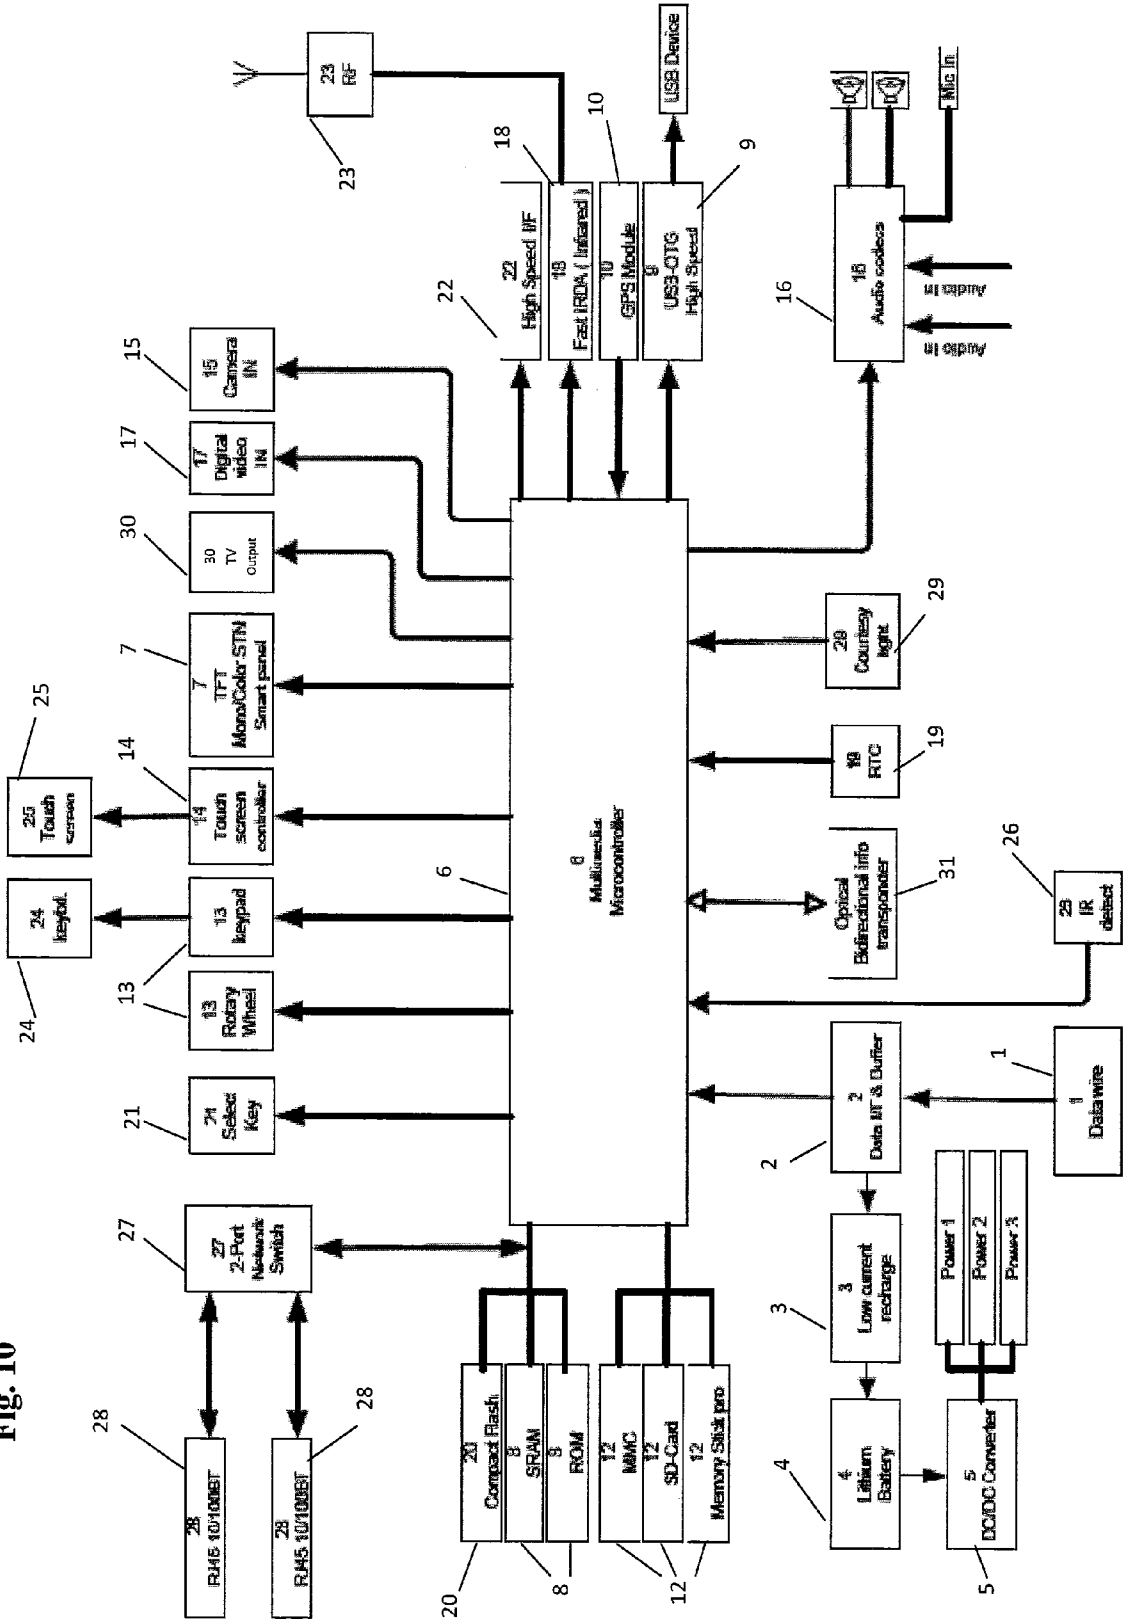 Fig. 10
28
28
RJ45 10/100BT
28
28
RJ45 10/100BT
27
27
2-Port
Network
Switch
21
21
Select
Key
13
13
Rotary
Wheel
13
keypad
24
24
keybd.
14
14
Touch
screen
controller
25
25
Touch
screen
7
7
TFT
Mono/Color STN
Smart panel
30
30
TV
Output
17
17
Digital
video
IN
15
15
Camera
IN
23
23
RF
20
20
Compact Flash
8
8
SRAM
8
ROM
12
12
MMC
12
SD-Card
12
Memory Stick pro
6
6
Multimedia
Microcontroller
22
22
High Speed I/F
18
18
Fast IRDA ( Infrared )
10
10
GPS Module
9
9
USB-OTG
High Speed
USB Device
4
4
Lithium
Battery
3
3
Low current
recharge
2
2
Data I/F & Buffer
31
Optical
Bidirectional info
transponder
19
19
RTC
29
29
Courtesy
light
16
16
Audio codecs
Audio in
Audio in
Mic in
5
5
DC/DC Converter
Power 1
Power 2
Power 3
1
1
Data wire
26
IR
detect